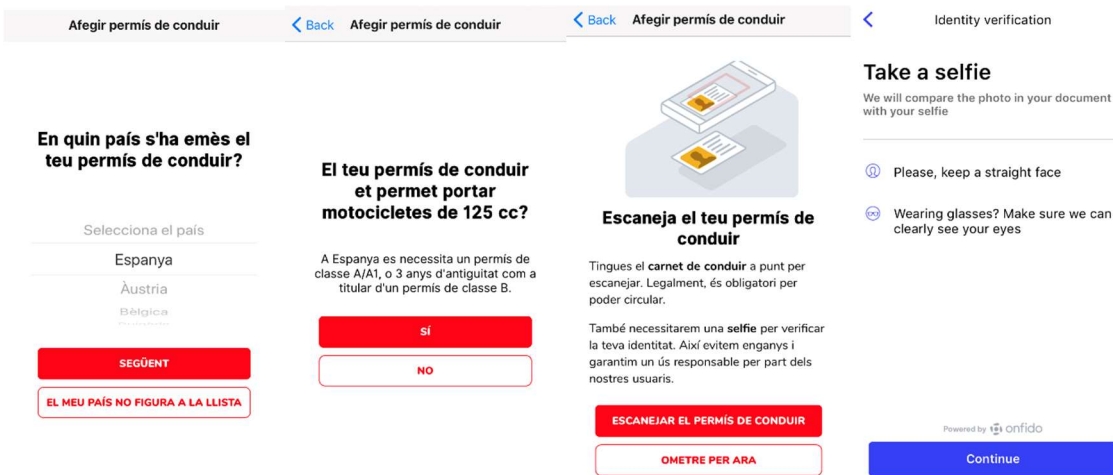 Afegir permís de conduir
En quin país s'ha emès el
teu permís de conduir?
Selecciona el país
Espanya
Àustria
Bèlgica
SEGÜENT
EL MEU PAÍS NO FIGURA A LA LLISTA
Back Afegir permís de conduir
El teu permís de conduir
et permet portar
motocicletes de 125 cc?
A Espanya es necessita un permís de
classe A/A1, o 3 anys d'antiguitat com a
titular d'un permís de classe B.
SÍ
NO
Back Afegir permís de conduir
Escaneja el teu permís de
conduir
Tingues el carnet de conduir a punt per
escanejar. Legalment, és obligatori per
poder circular.
També necessitarem una selfie per verificar
la teva identitat. Així evitem enganys i
garantim un ús responsable per part dels
nostres usuaris.
ESCANEJAR EL PERMÍS DE CONDUIR
OMETRE PER ARA
Identity verification
Take a selfie
We will compare the photo in your document
with your selfie
Please, keep a straight face
Wearing glasses? Make sure we can
clearly see your eyes
Powered by onfido
Continue